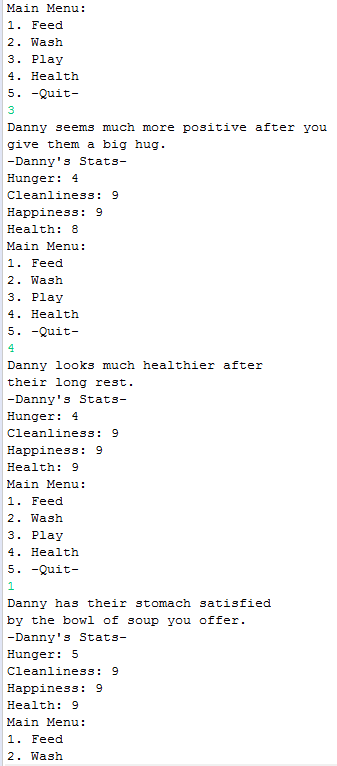 Main Menu:
1. Feed
2. Wash
3. Play
4. Health
5. -Quit-
3
Danny seems much more positive after you
give them a big hug.
-Danny's Stats-
Hunger: 4
Cleanliness: 9
Happiness: 9
Health: 8
Main Menu:
1. Feed
2. Wash
3. Play
4. Health
5. -Quit-
4
Danny looks much healthier after
their long rest.
-Danny's Stats-
Hunger: 4
Cleanliness: 9
Happiness: 9
Health: 9
Main Menu:
1. Feed
2. Wash
3. Play
4. Health
5. -Quit-
1
Danny has their stomach satisfied
by the bowl of soup you offer.
-Danny's Stats-
Hunger: 5
Cleanliness: 9
Happiness: 9
Health: 9
Main Menu:
1. Feed
2. Wash